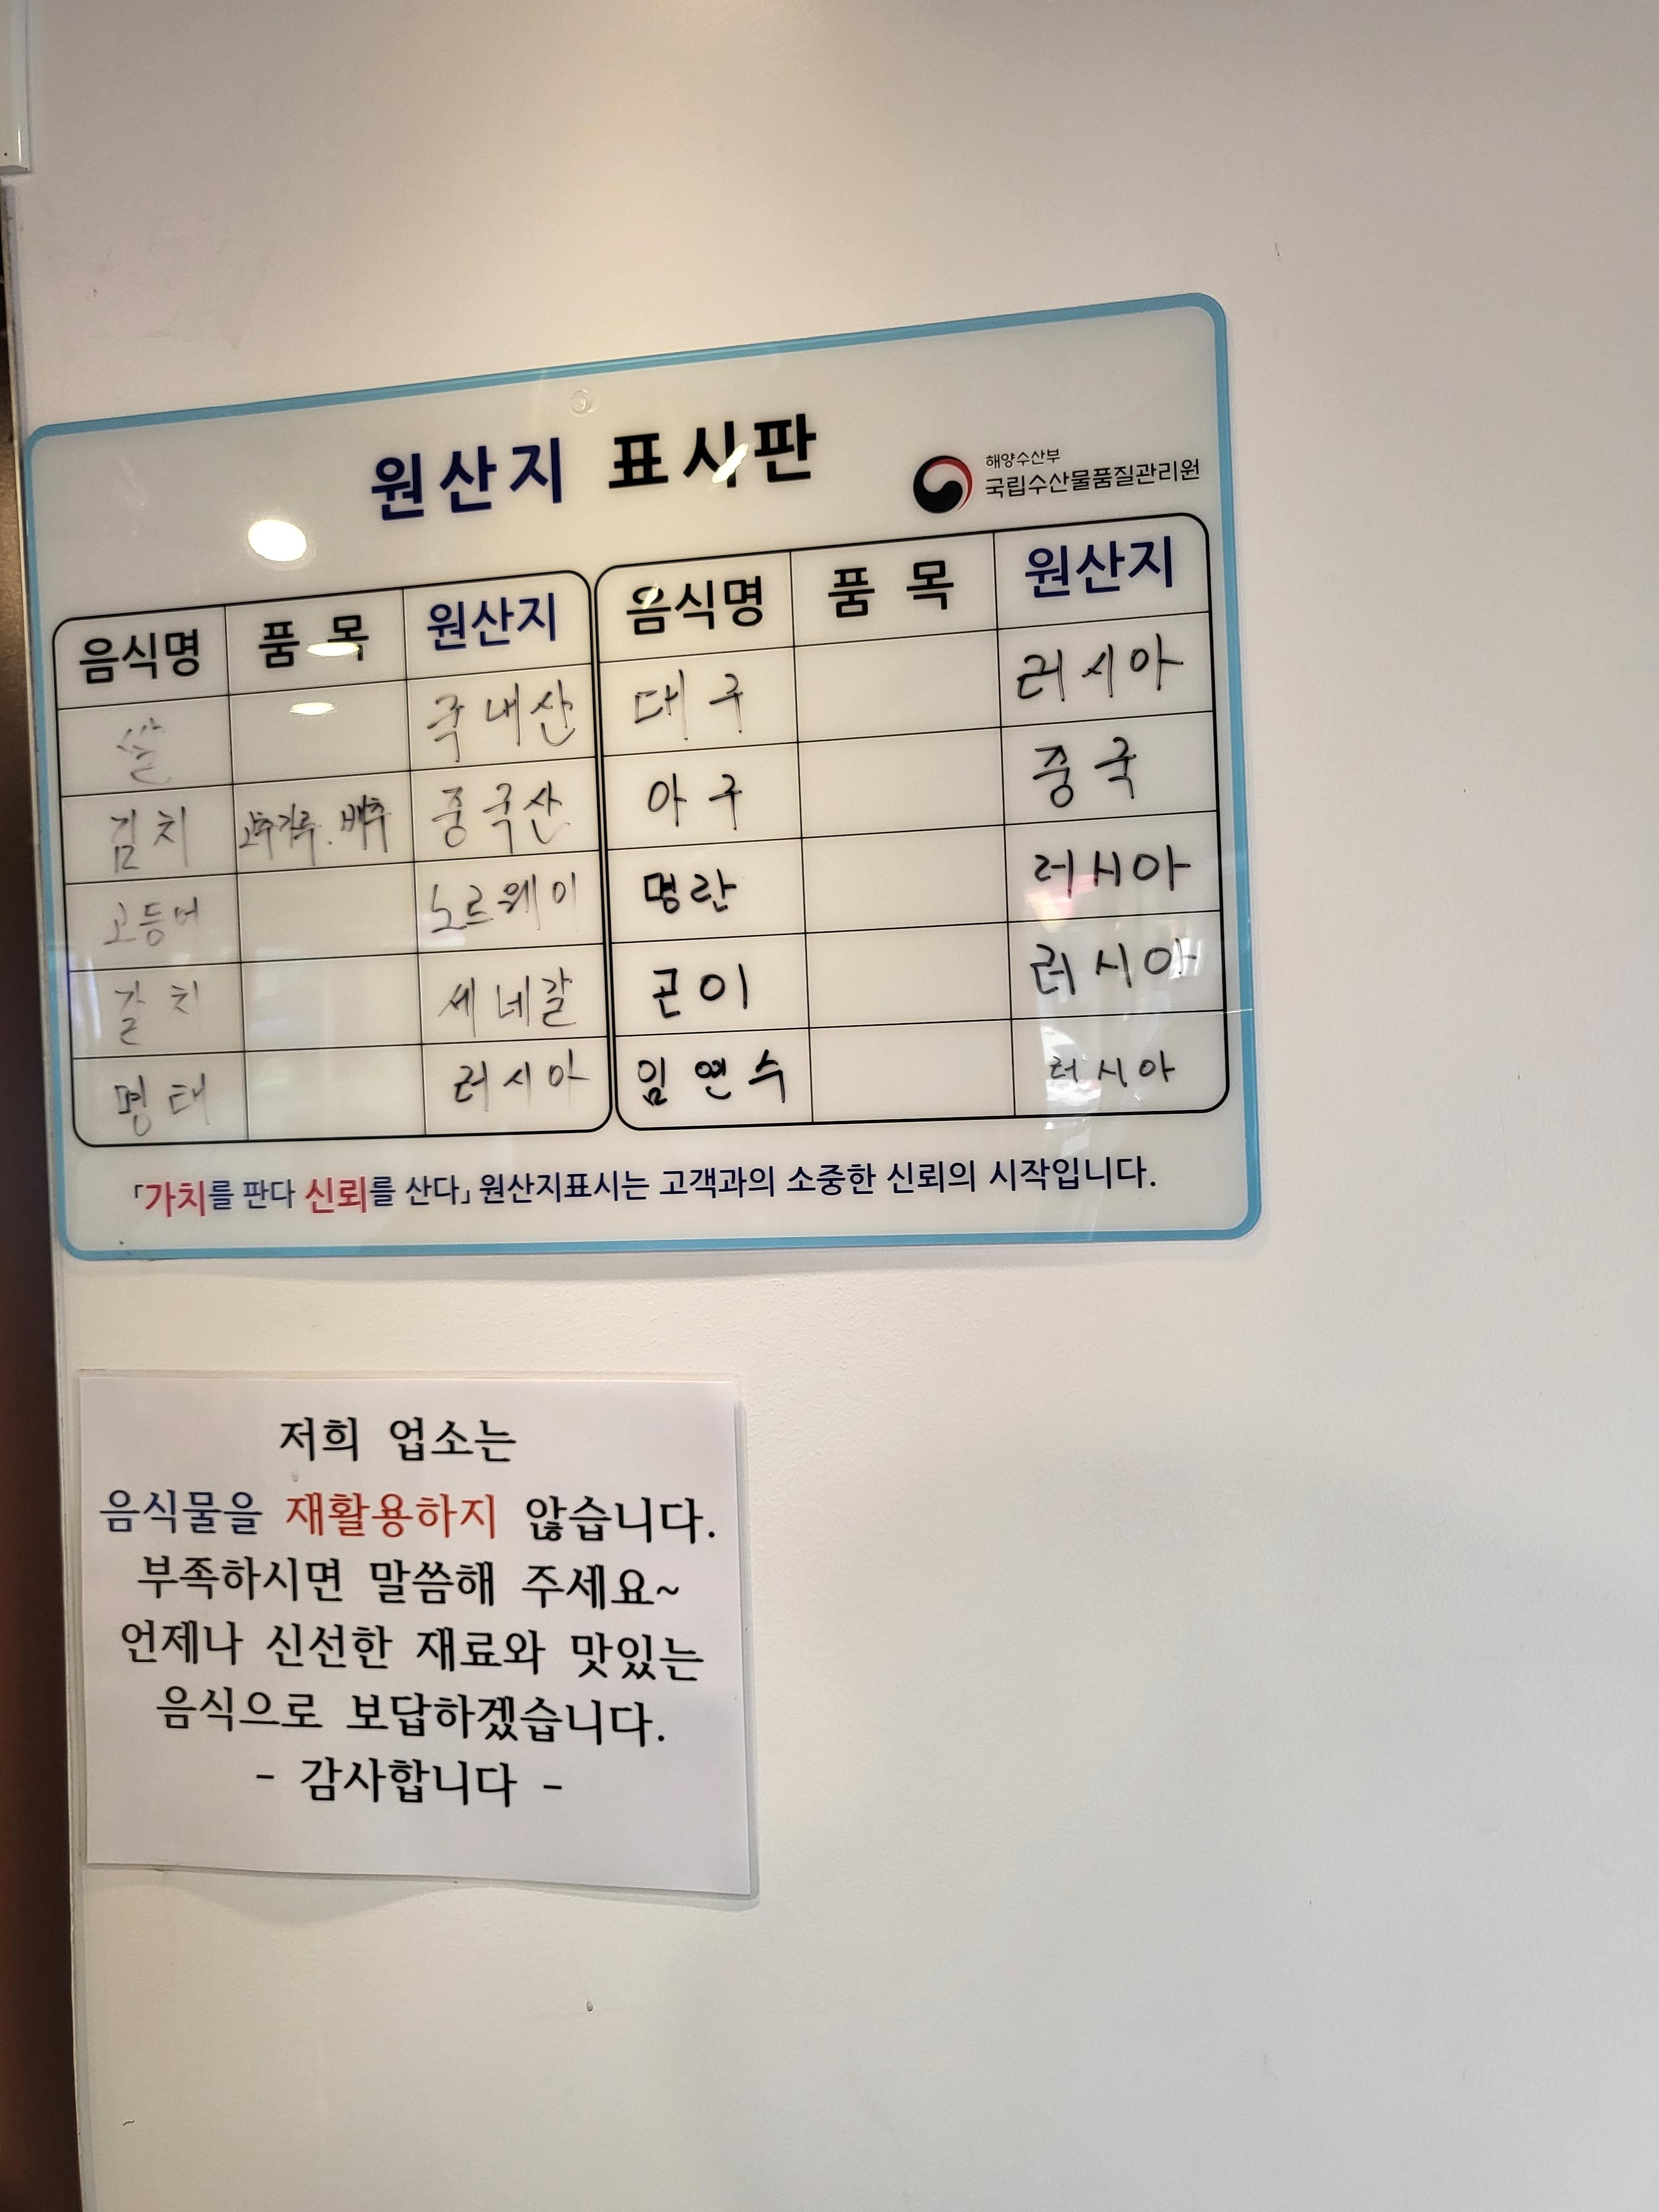 원산지 표시판
해양수산부
국립수산물품질관리원
음식명 품 목 원산지
쌀 국내산
김치 고추가루. 배추 중국산
고등어 노르웨이
갈치 세네갈
명태 러시아
음식명 품 목 원산지
대구 러시아
아구 중국
명란 러시아
곤이 러시아
임연수 러시아
「가치를 판다 신뢰를 산다」 원산지표시는 고객과의 소중한 신뢰의 시작입니다.
저희 업소는
음식물을 재활용하지 않습니다.
부족하시면 말씀해 주세요~
언제나 신선한 재료와 맛있는
음식으로 보답하겠습니다.
- 감사합니다 -